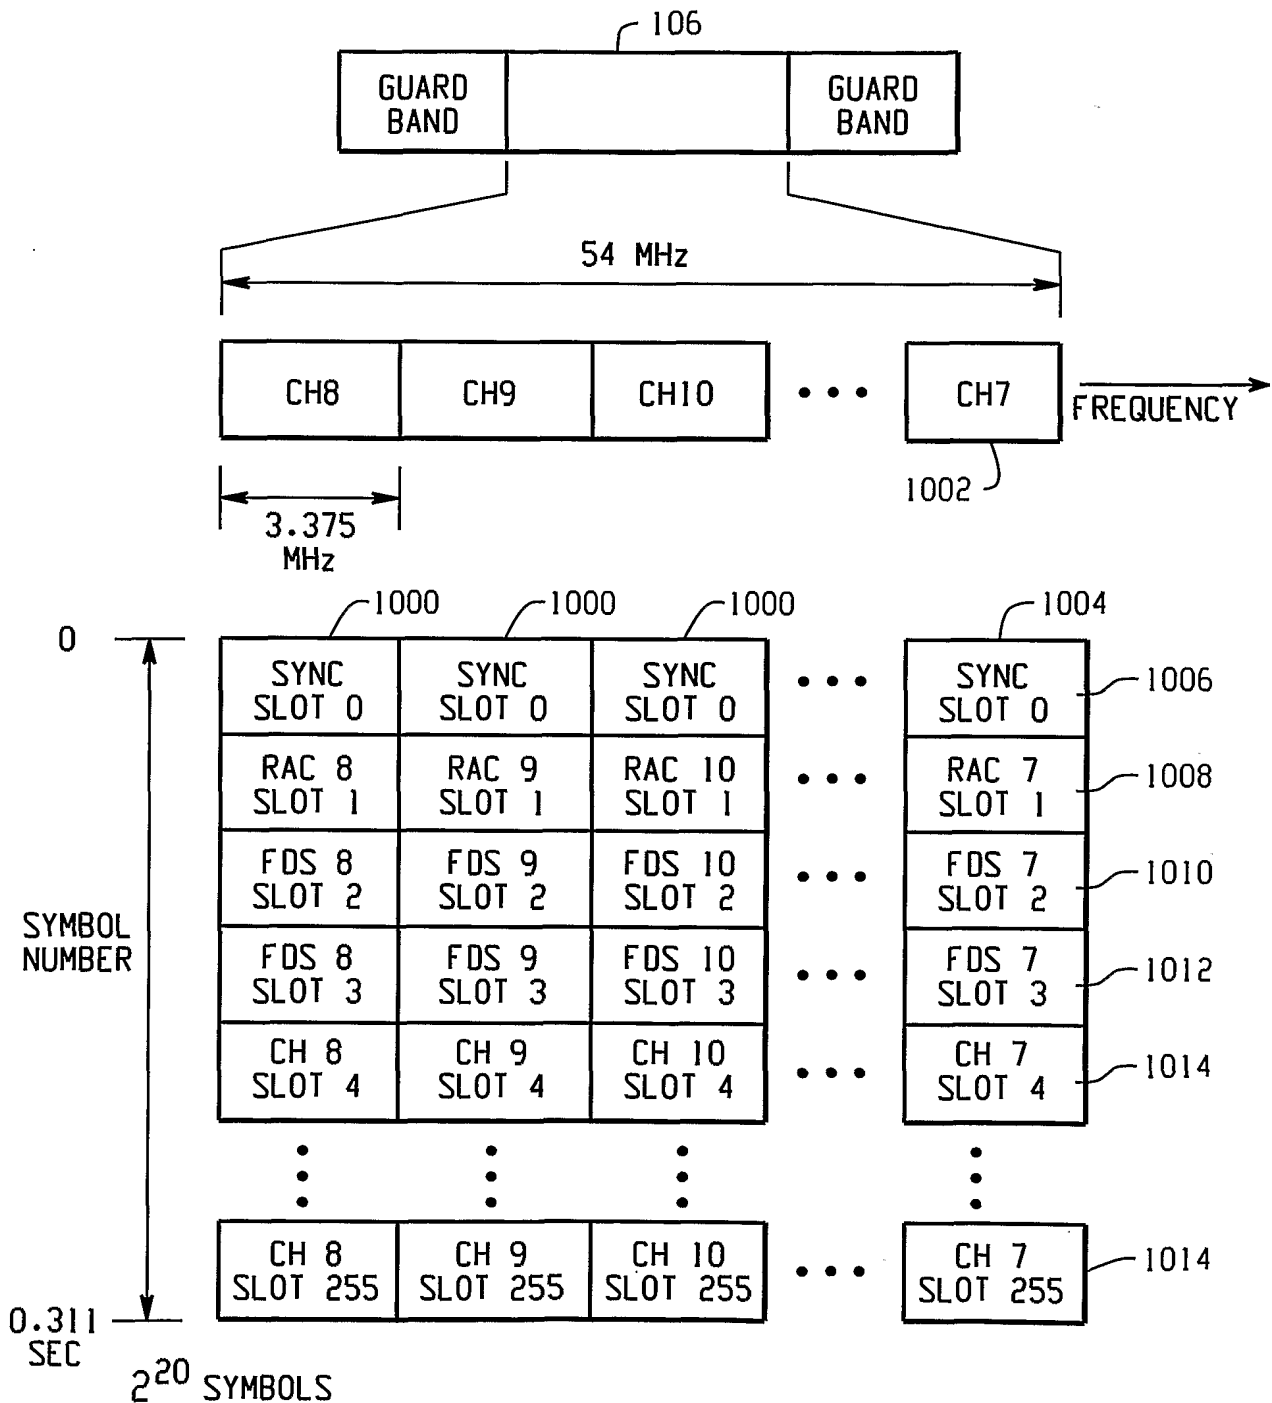 106
GUARD
BAND
GUARD
BAND
54 MHz
CH8
CH9
CH10
CH7
FREQUENCY
1002
3.375
MHz
1000
1000
1000
1004
0
SYNC
SLOT 0
SYNC
SLOT 0
SYNC
SLOT 0
SYNC
SLOT 0
1006
RAC 8
SLOT 1
RAC 9
SLOT 1
RAC 10
SLOT 1
RAC 7
SLOT 1
1008
FDS 8
SLOT 2
FDS 9
SLOT 2
FDS 10
SLOT 2
FDS 7
SLOT 2
1010
SYMBOL
NUMBER
FDS 8
SLOT 3
FDS 9
SLOT 3
FDS 10
SLOT 3
FDS 7
SLOT 3
1012
CH 8
SLOT 4
CH 9
SLOT 4
CH 10
SLOT 4
CH 7
SLOT 4
1014
CH 8
SLOT 255
CH 9
SLOT 255
CH 10
SLOT 255
CH 7
SLOT 255
1014
0.311
SEC
2^20 SYMBOLS